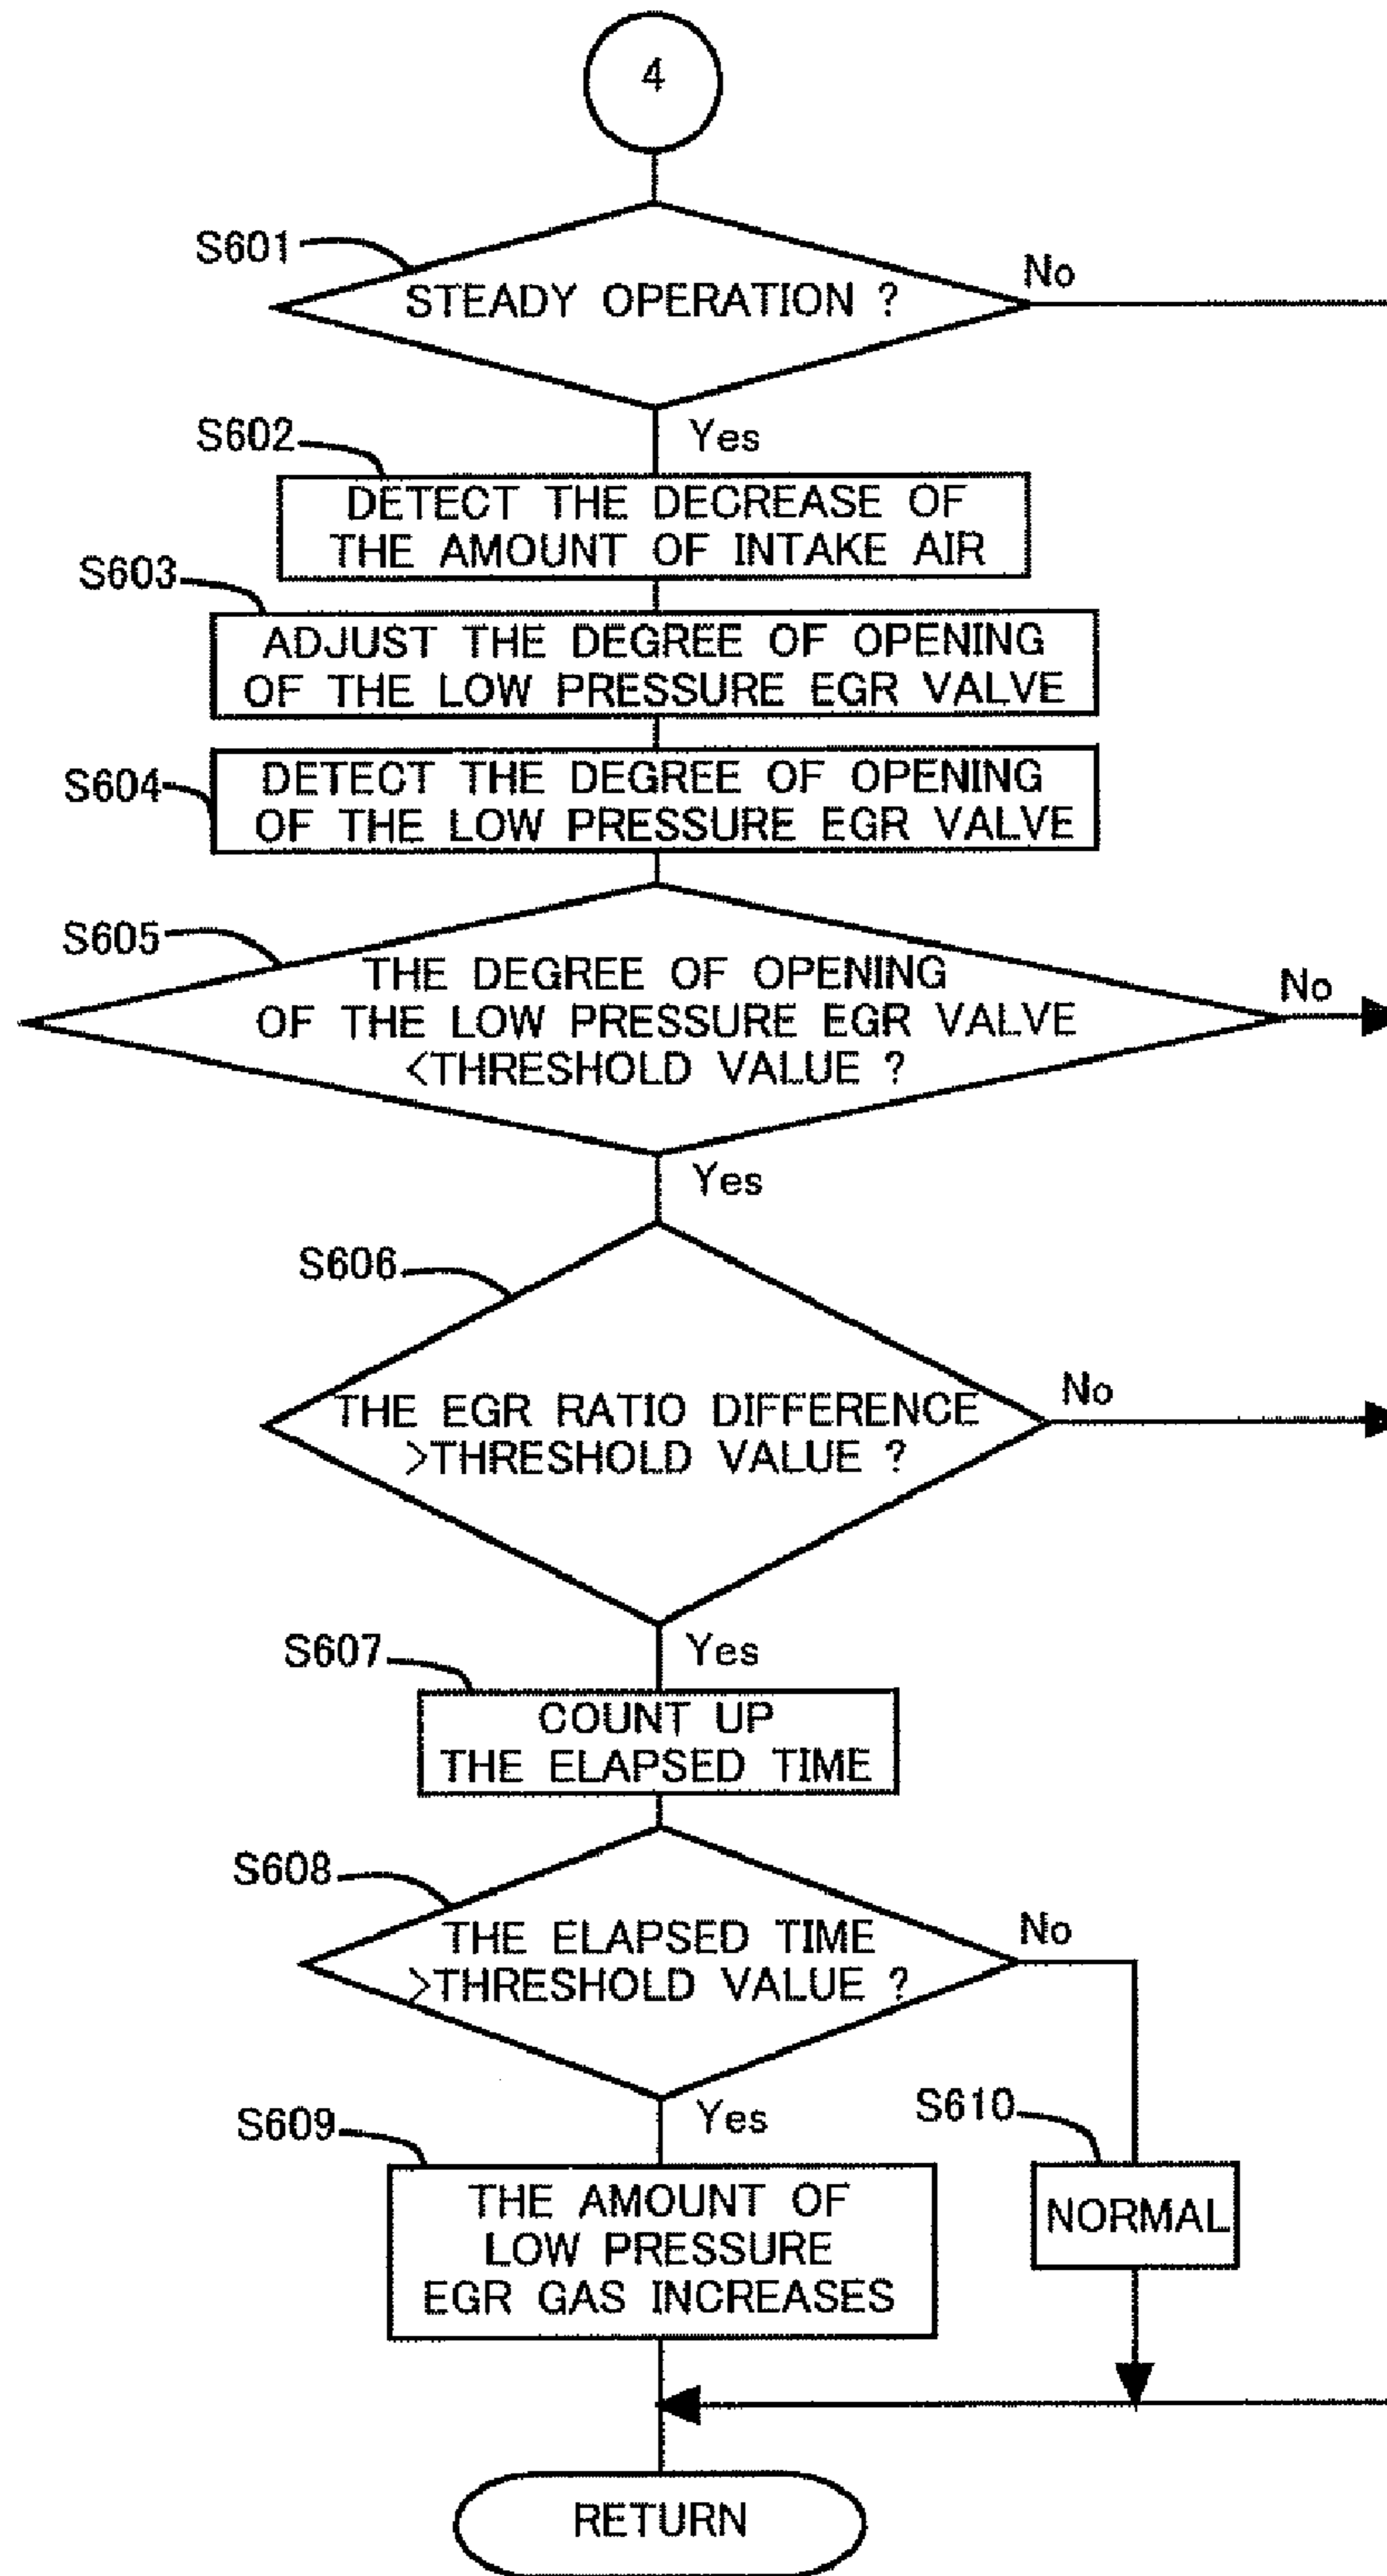 4
S601
STEADY OPERATION ?
No
Yes
S602
DETECT THE DECREASE OF
THE AMOUNT OF INTAKE AIR
S603
ADJUST THE DEGREE OF OPENING
OF THE LOW PRESSURE EGR VALVE
S604
DETECT THE DEGREE OF OPENING
OF THE LOW PRESSURE EGR VALVE
S605
THE DEGREE OF OPENING
OF THE LOW PRESSURE EGR VALVE
<THRESHOLD VALUE ?
No
Yes
S606
THE EGR RATIO DIFFERENCE
>THRESHOLD VALUE ?
No
Yes
S607
COUNT UP
THE ELAPSED TIME
S608
THE ELAPSED TIME
>THRESHOLD VALUE ?
No
Yes
S609
THE AMOUNT OF
LOW PRESSURE
EGR GAS INCREASES
S610
NORMAL
RETURN